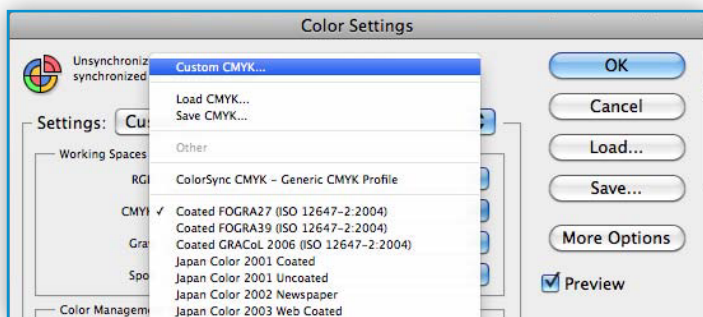 Color Settings
Unsynchroniz
synchronized
Custom CMYK...
OK
Load CMYK...
Save CMYK...
Cancel
Settings: Cu
Other
Load...
Working Spaces
RG
ColorSync CMYK – Generic CMYK Profile
Save...
CMY ✓ Coated FOGRA27 (ISO 12647-2:2004)
Coated FOGRA39 (ISO 12647-2:2004)
Gra
Coated GRACoL 2006 (ISO 12647-2:2004)
More Options
Japan Color 2001 Coated
Spo
Japan Color 2001 Uncoated
Preview
Japan Color 2002 Newspaper
Color Managem
Japan Color 2003 Web Coated